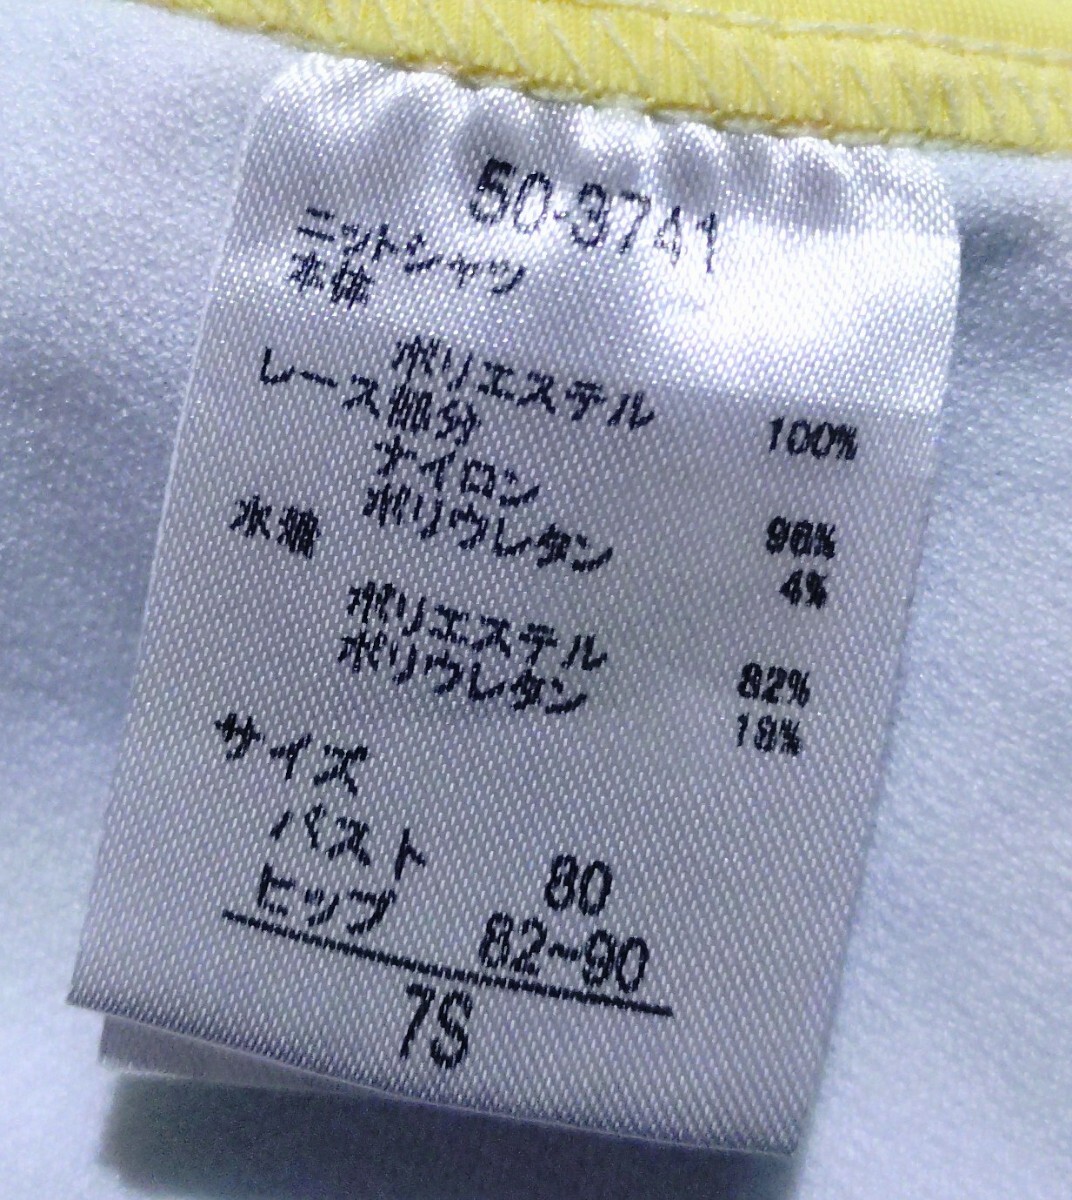 50-3741
ニットシャツ
本体
ポリエステル 100%
レース部分
ナイロン 96%
ポリウレタン 4%
水着
ポリエステル 82%
ポリウレタン 18%
サイズ
バスト 80
ヒップ 82~90
7S